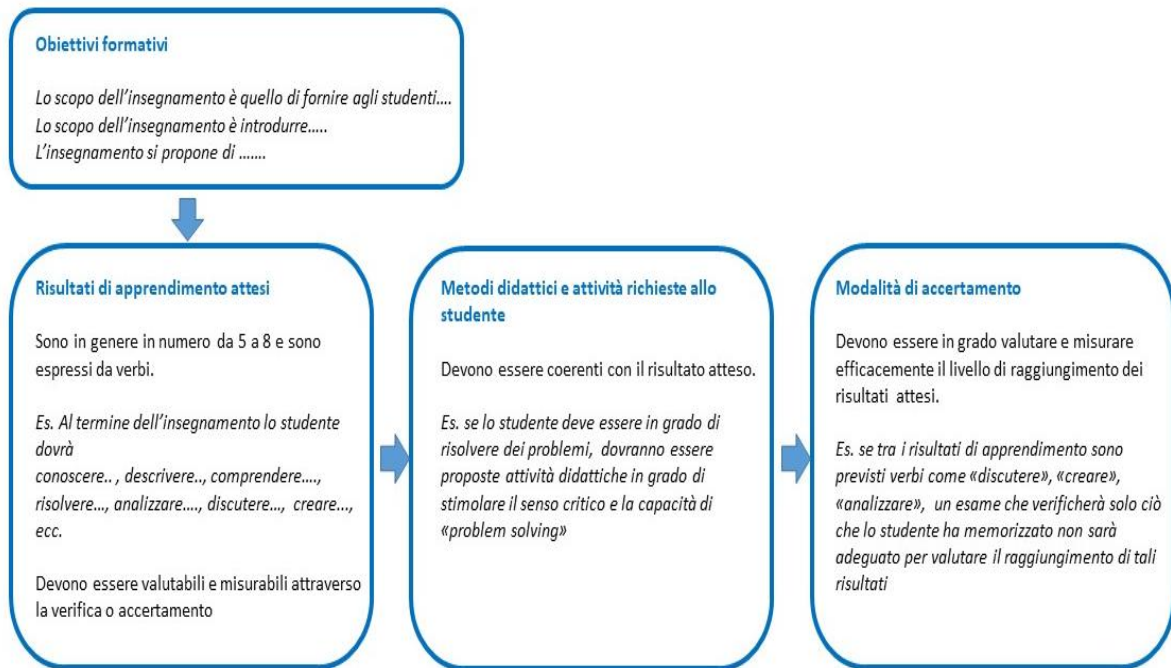 Obiettivi formativi
Lo scopo dell'insegnamento è quello di fornire agli studenti....
Lo scopo dell'insegnamento è introdurre.....
L'insegnamento si propone di .......
Risultati di apprendimento attesi
Sono in genere in numero da 5 a 8 e sono
espressi da verbi.
Es. Al termine dell'insegnamento lo studente
dovrà
conoscere.. , descrivere.., comprendere....,
risolvere..., analizzare...., discutere..., creare...,
ecc.
Devono essere valutabili e misurabili attraverso
la verifica o accertamento
Metodi didattici e attività richieste allo
studente
Devono essere coerenti con il risultato atteso.
Es. se lo studente deve essere in grado di
risolvere dei problemi, dovranno essere
proposte attività didattiche in grado di
stimolare il senso critico e la capacità di
«problem solving»
Modalità di accertamento
Devono essere in grado valutare e misurare
efficacemente il livello di raggiungimento dei
risultati attesi.
Es. se tra i risultati di apprendimento sono
previsti verbi come «discutere», «creare»,
«analizzare», un esame che verificherà solo ciò
che lo studente ha memorizzato non sarà
adeguato per valutare il raggiungimento di tali
risultati